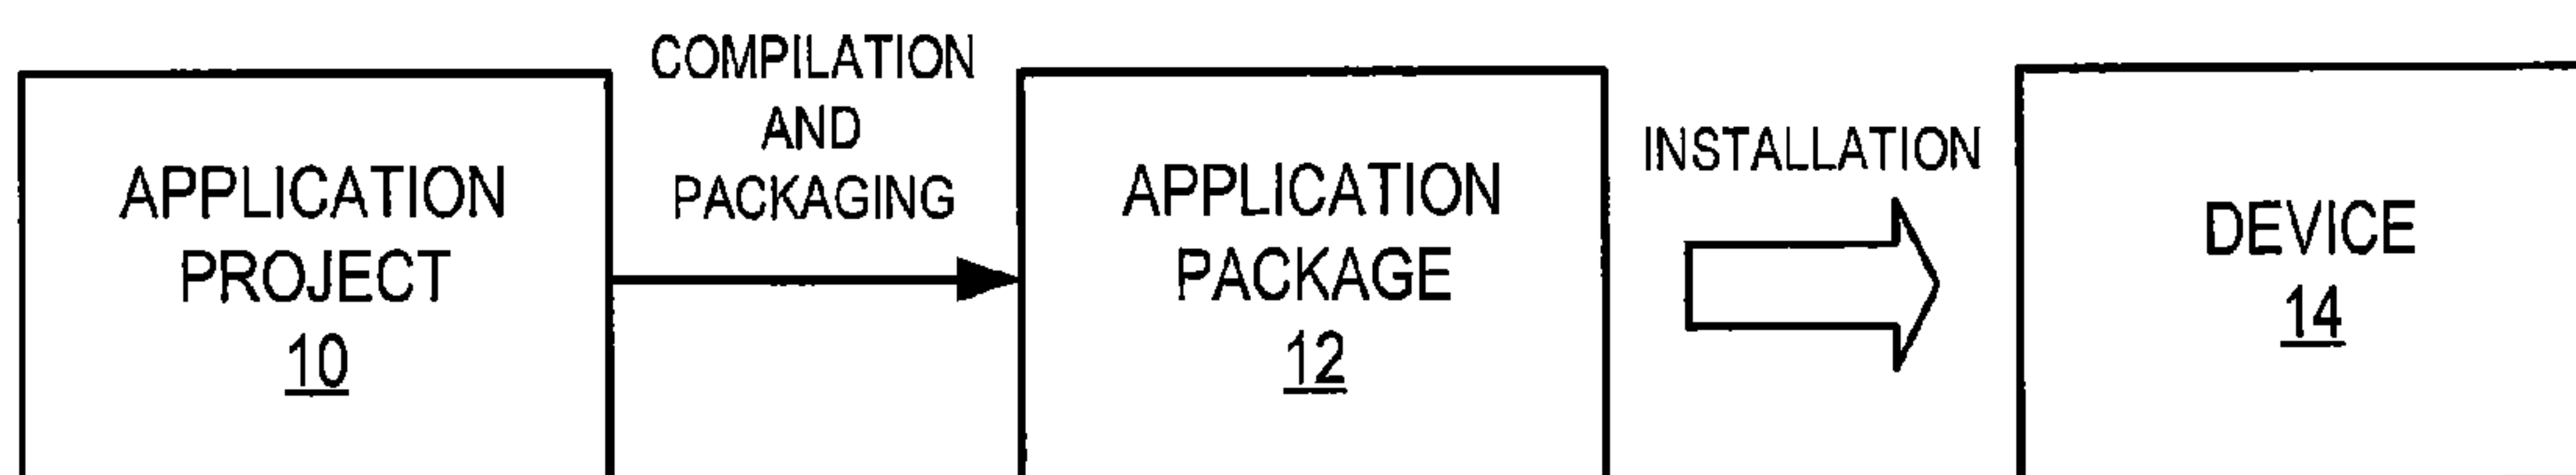 APPLICATION
PROJECT
10
COMPILATION
AND
PACKAGING
APPLICATION
PACKAGE
12
INSTALLATION
DEVICE
14